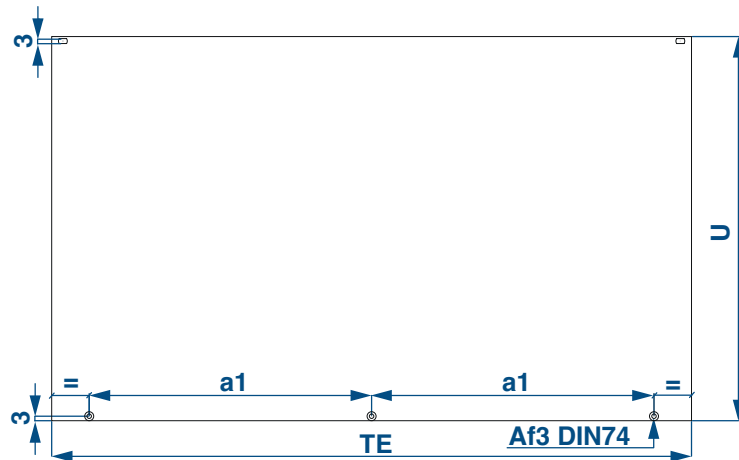 3
U
=
a1
a1
=
3
Af3 DIN74
TE